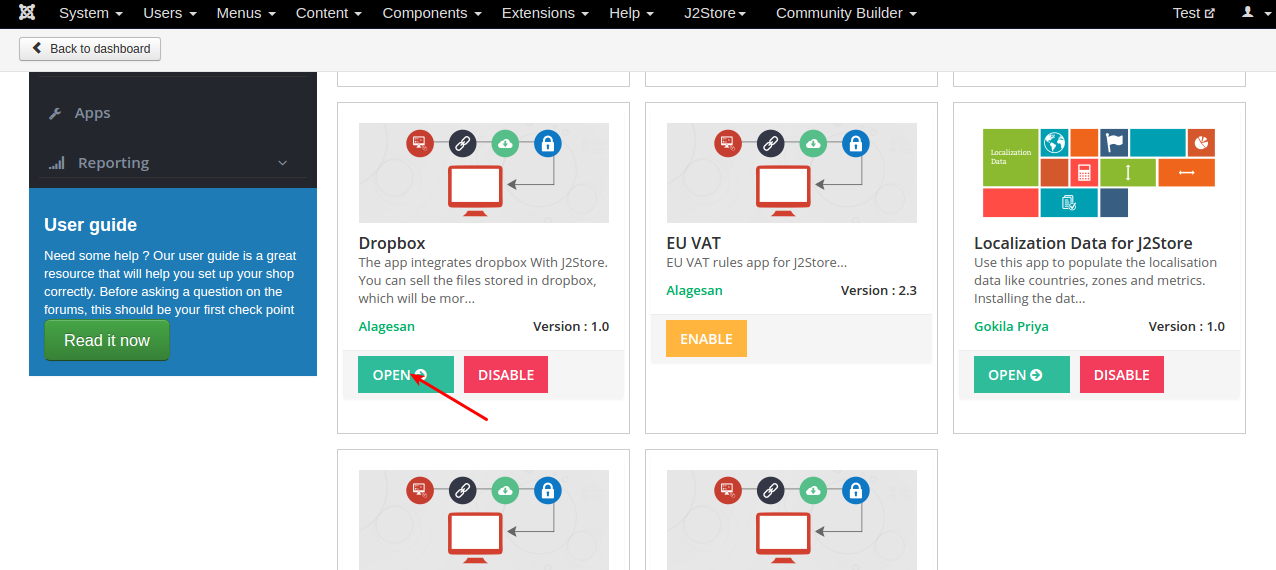 System Users Menus Content Components Extensions Help J2Store Community Builder Test
Back to dashboard
Apps
Reporting
User guide
Need some help ? Our user guide is a great
resource that will help you set up your shop
correctly. Before asking a question on the
forums, this should be your first check point
Read it now
Dropbox
The app integrates dropbox With J2Store.
You can sell the files stored in dropbox,
which will be mor...
Alagesan Version : 1.0
OPEN DISABLE
EU VAT
EU VAT rules app for J2Store...
Alagesan Version : 2.3
ENABLE
Localization
Data
Localization Data for J2Store
Use this app to populate the localisation
data like countries, zones and metrics.
Installing the dat...
Gokila Priya Version : 1.0
OPEN DISABLE